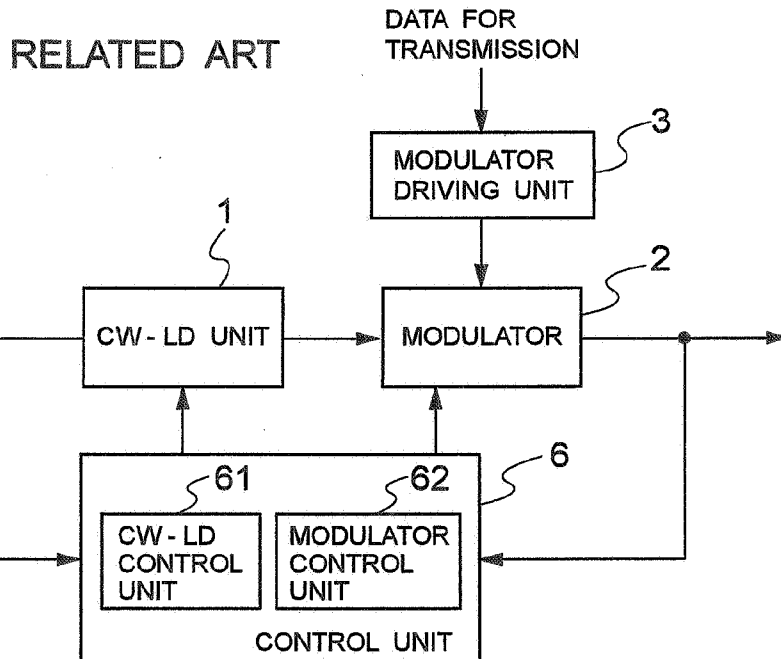 RELATED ART
DATA FOR
TRANSMISSION
3
MODULATOR
DRIVING UNIT
1
2
CW-LD UNIT
MODULATOR
6
61
62
CW-LD
CONTROL
UNIT
MODULATOR
CONTROL
UNIT
CONTROL UNIT